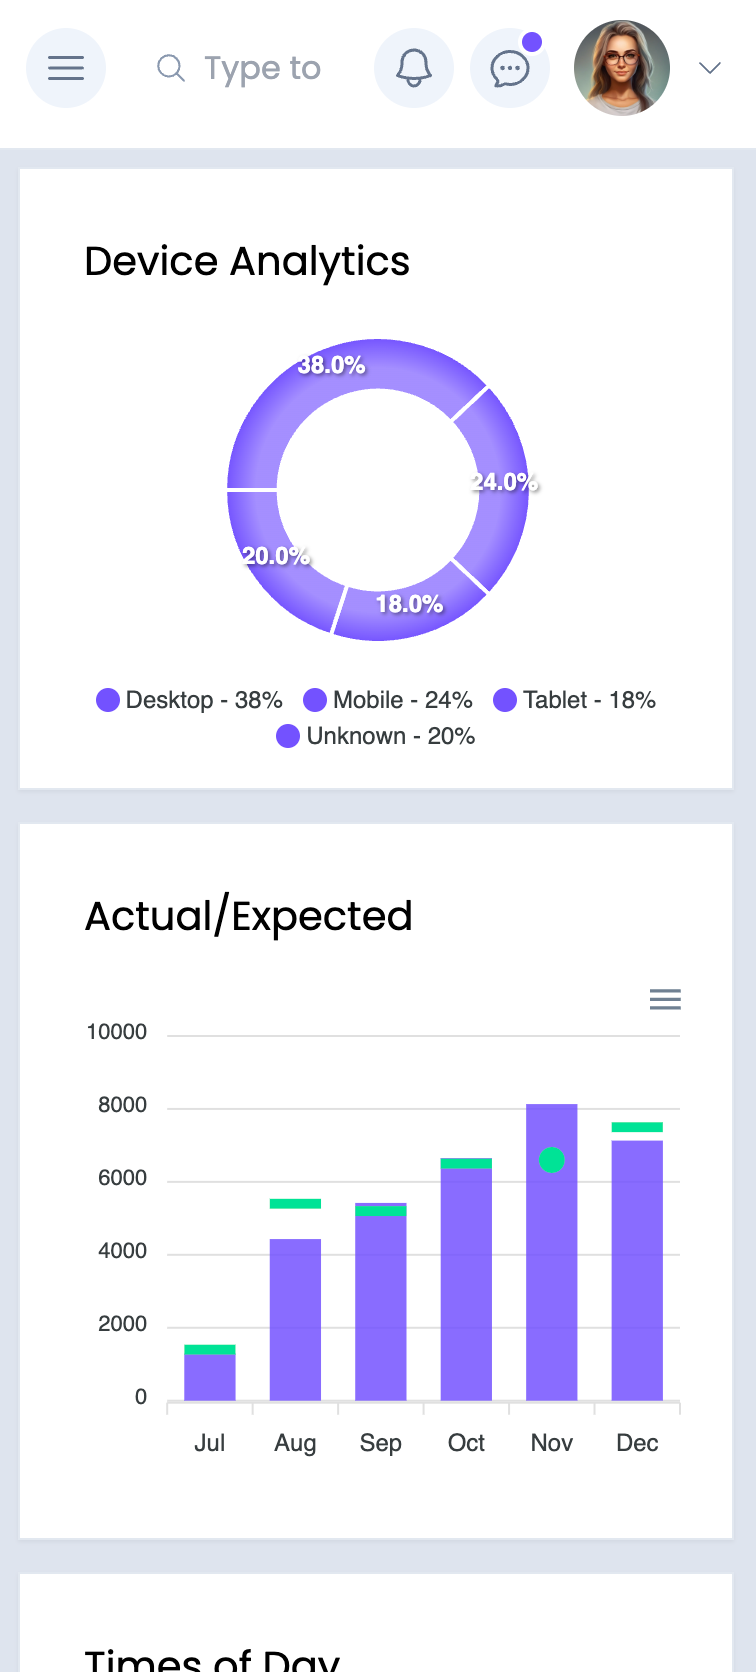 Type to
Device Analytics
38.0%
24.0%
20.0%
18.0%
Desktop - 38% Mobile - 24% Tablet - 18%
Unknown - 20%
Actual/Expected
10000
8000
6000
4000
2000
0
Jul Aug Sep Oct Nov Dec
Times of Day